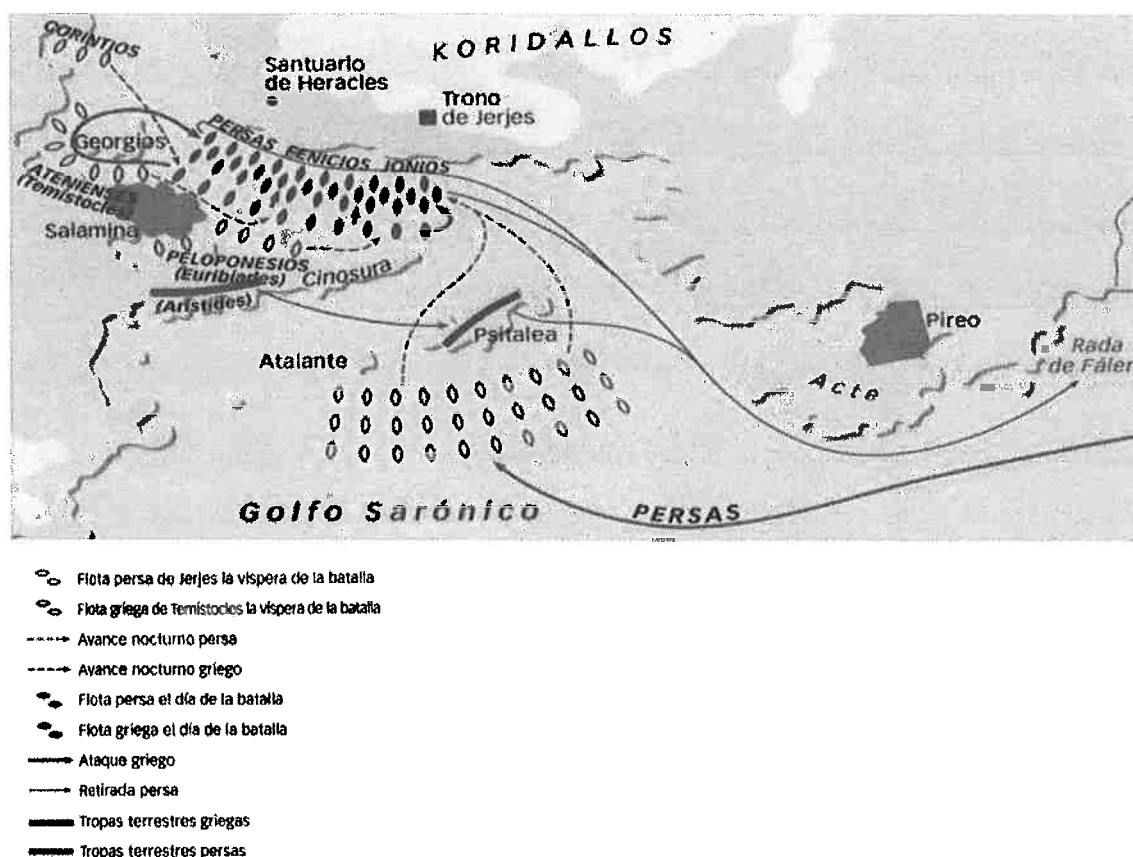 CORINTIOS
KORIDALLOS
Santuario
de Heracles
Trono
de Jerjes
Georgios
PERSAS FENICIOS JONIOS
ATENIENSES
(Temístocles)
Salamina
PELOPONESIOS
(Euribíades)
Cinosura
(Arístides)
Psitalea
Atalante
Pireo
Acte
Rada
de Faler
Golfo Sarónico
PERSAS
Flota persa de Jerjes la víspera de la batalla
Flota griega de Temístocles la víspera de la batalla
Avance nocturno persa
Avance nocturno griego
Flota persa el día de la batalla
Flota griega el día de la batalla
Ataque griego
Retirada persa
Tropas terrestres griegas
Tropas terrestres persas